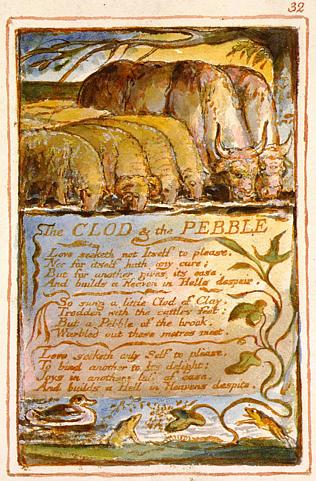 32
The CLOD & the PEBBLE
Love seeketh not Itself to please,
Nor for itself hath any care;
But for another gives its ease,
And builds a Heaven in Hells despair.
So sung a little Clod of Clay,
Trodden with the cattles feet:
But a Pebble of the brook,
Warbled out these metres meet.
Love seeketh only Self to please,
To bind another to Its delight:
Joys in anothers loss of ease,
And builds a Hell in Heavens despite.